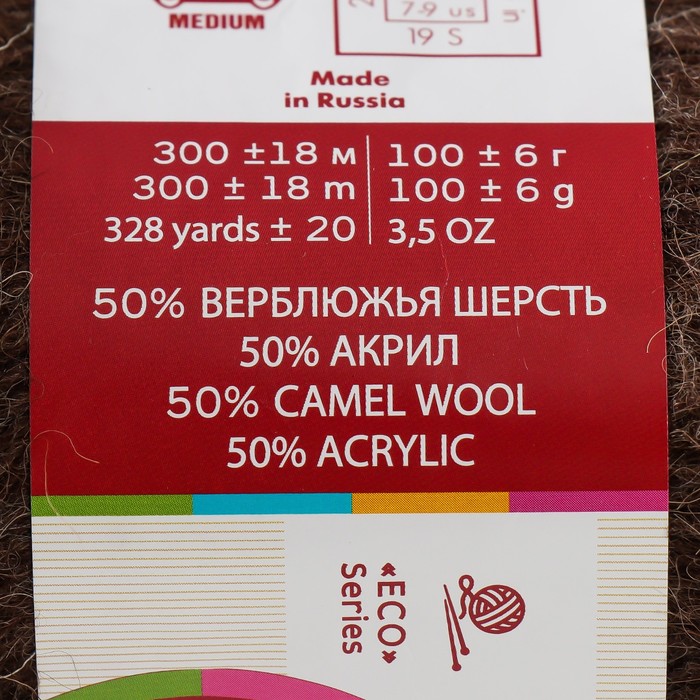 MEDIUM
7-9 US
19 S
Made
in Russia
300 ±18 м
300 ± 18 m
328 yards ± 20
100 ± 6 г
100 ± 6 g
3,5 OZ
50% ВЕРБЛЮЖЬЯ ШЕРСТЬ
50% АКРИЛ
50% CAMEL WOOL
50% ACRYLIC
«ECO»
Series